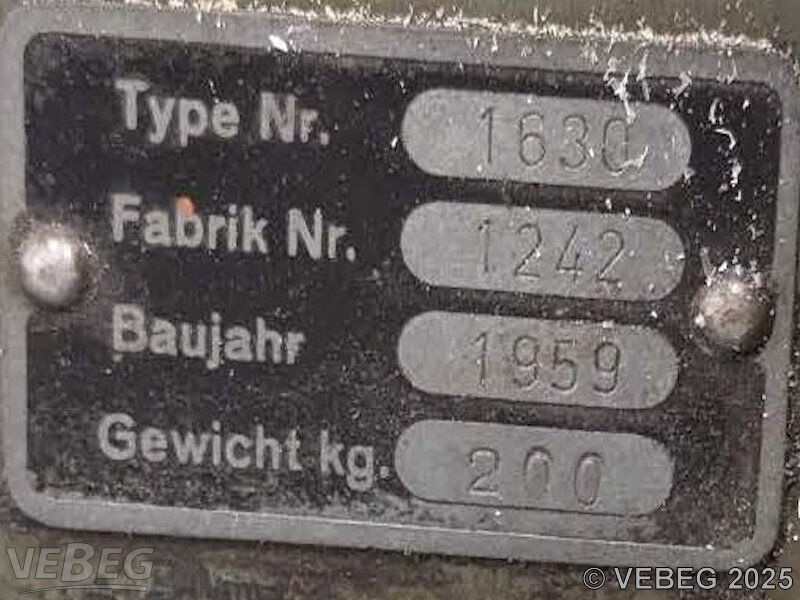 Type Nr. 1630
Fabrik Nr. 1242
Baujahr 1959
Gewicht kg. 200
VEBEG
© VEBEG 2025